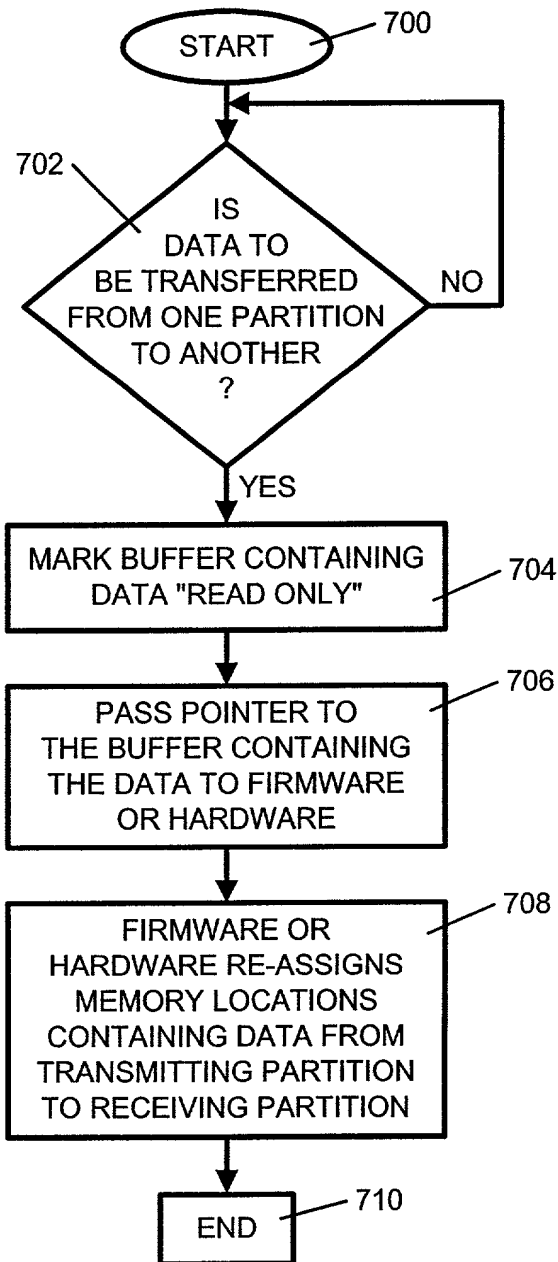 START
700
702
IS
DATA TO
BE TRANSFERRED
FROM ONE PARTITION
TO ANOTHER
?
NO
YES
MARK BUFFER CONTAINING
DATA "READ ONLY"
704
706
PASS POINTER TO
THE BUFFER CONTAINING
THE DATA TO FIRMWARE
OR HARDWARE
708
FIRMWARE OR
HARDWARE RE-ASSIGNS
MEMORY LOCATIONS
CONTAINING DATA FROM
TRANSMITTING PARTITION
TO RECEIVING PARTITION
710
END